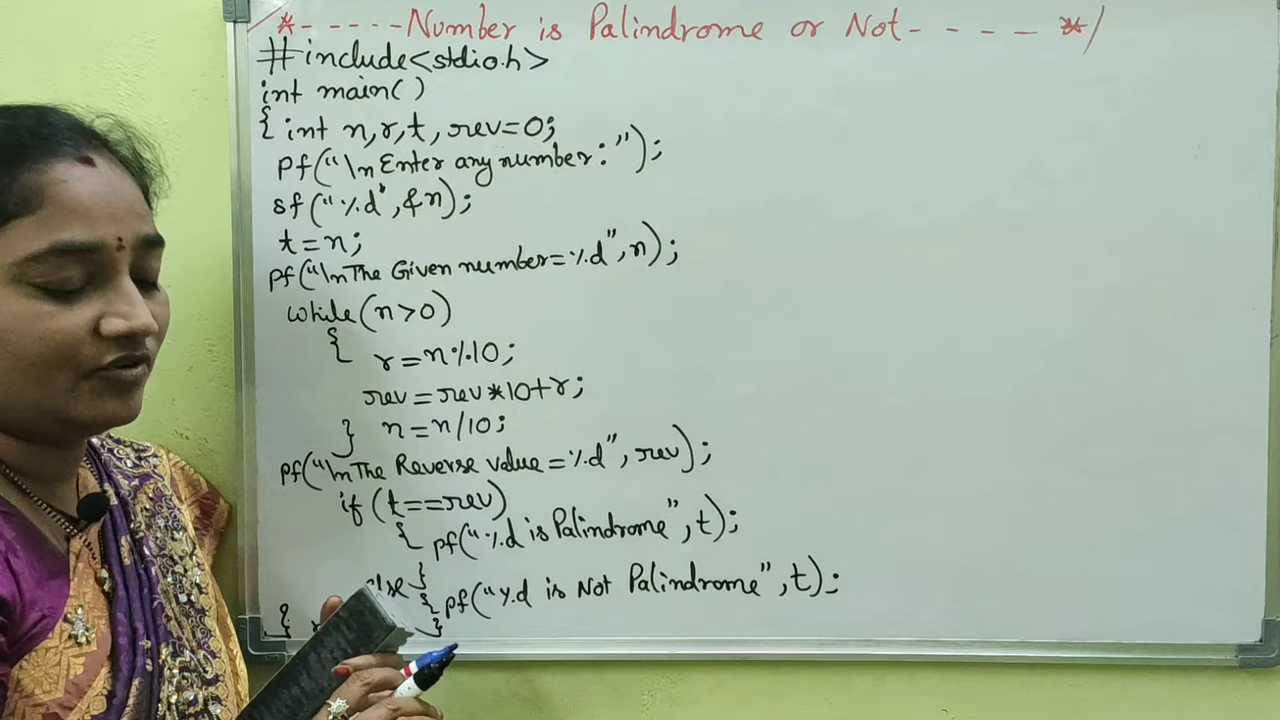 /*-----Number is Palindrome or Not-----*/
#include<stdio.h>
int main()
{ int n,r,t,rev=0;
pf("\nEnter any number:");
sf("%d",&n);
t=n;
pf("\nThe Given number=%d",n);
while(n>0)
{ r=n%10;
rev=rev*10+r;
} n=n/10;
pf("\nThe Reverse value=%d",rev);
if(t==rev)
{ pf("%d is Palindrome",t);
}
else
{ pf("%d is Not Palindrome",t);
}